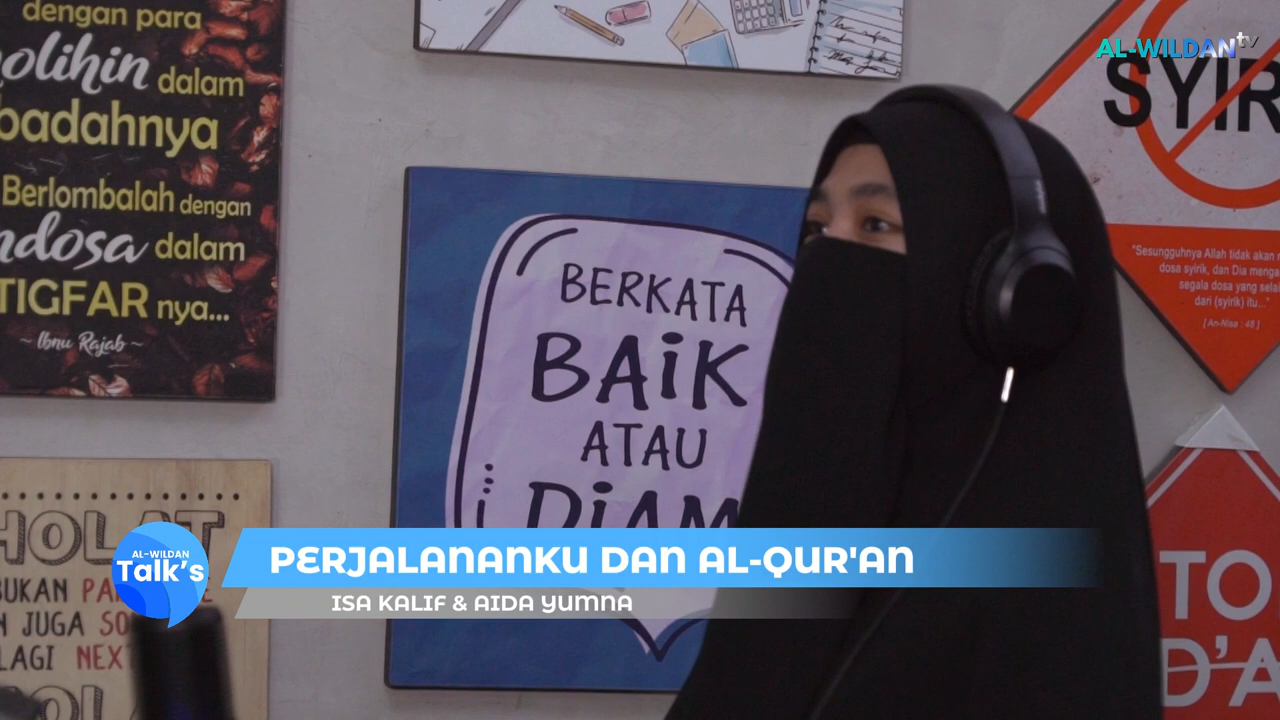 dengan para
olihin dalam
badahnya
Berlombalah dengan
ndosa dalam
TIGFAR nya...
~ Ibnu Rajab ~
HOLAT
BUKAN
JUGA
LAGI NEXT
BERKATA
BAiK
ATAU
DiAM
AL-WILDAN tv
SYIR
"Sesungguhnya Allah tidak akan
dosa syirik, dan Dia menga
segala dosa yang selai
dari (syirik) itu..."
[ An-Nisa : 48 ]
TO
D'A
AL-WILDAN
Talk's
PERJALANANKU DAN AL-QUR'AN
ISA KALIF & AIDA YUMNA